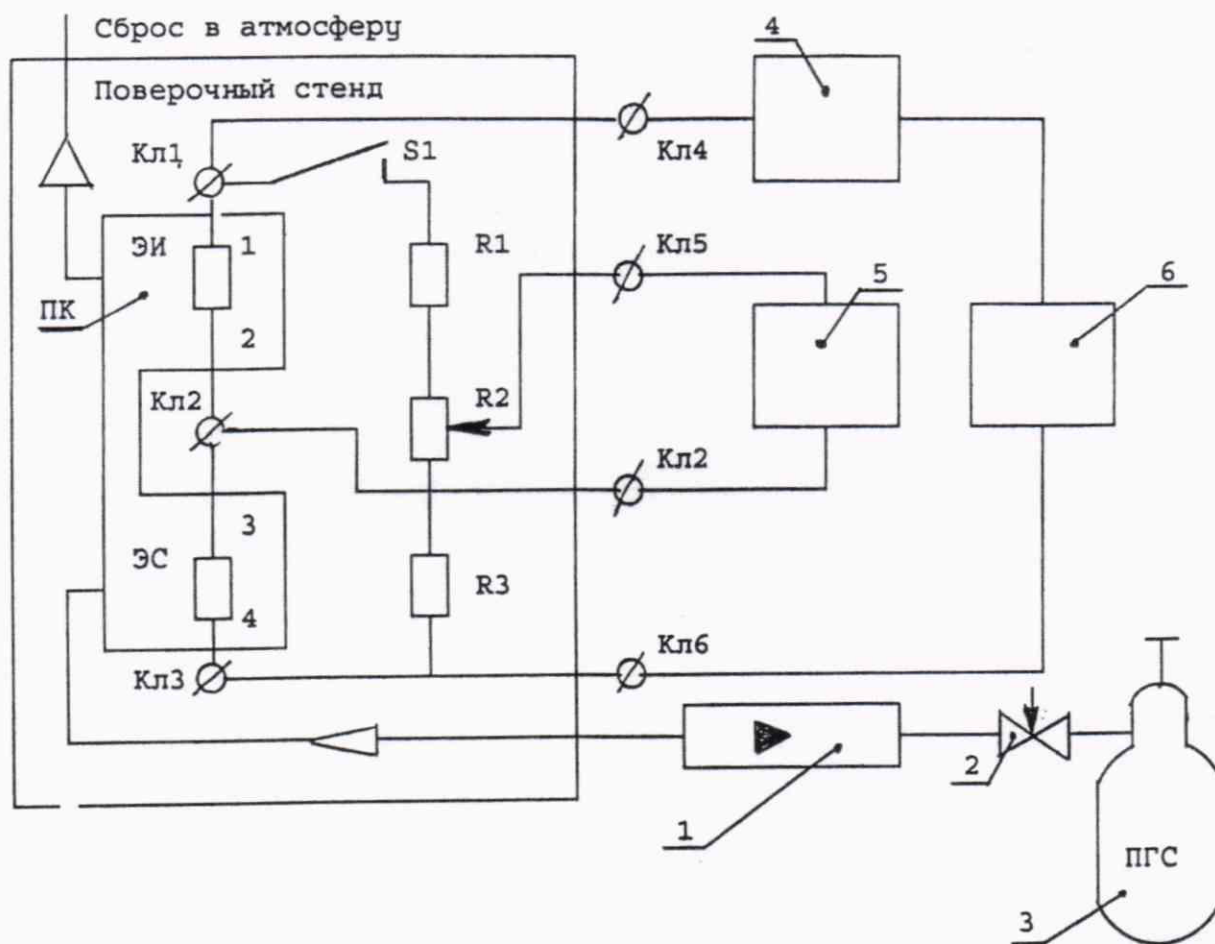 Сброс в атмосферу
Поверочный стенд
4
Кл1
S1
Кл4
ЭИ
1
R1
Кл5
5
6
ПК
2
Кл2
R2
Кл2
3
ЭС
R3
4
Кл6
Кл3
2
1
ПГС
3